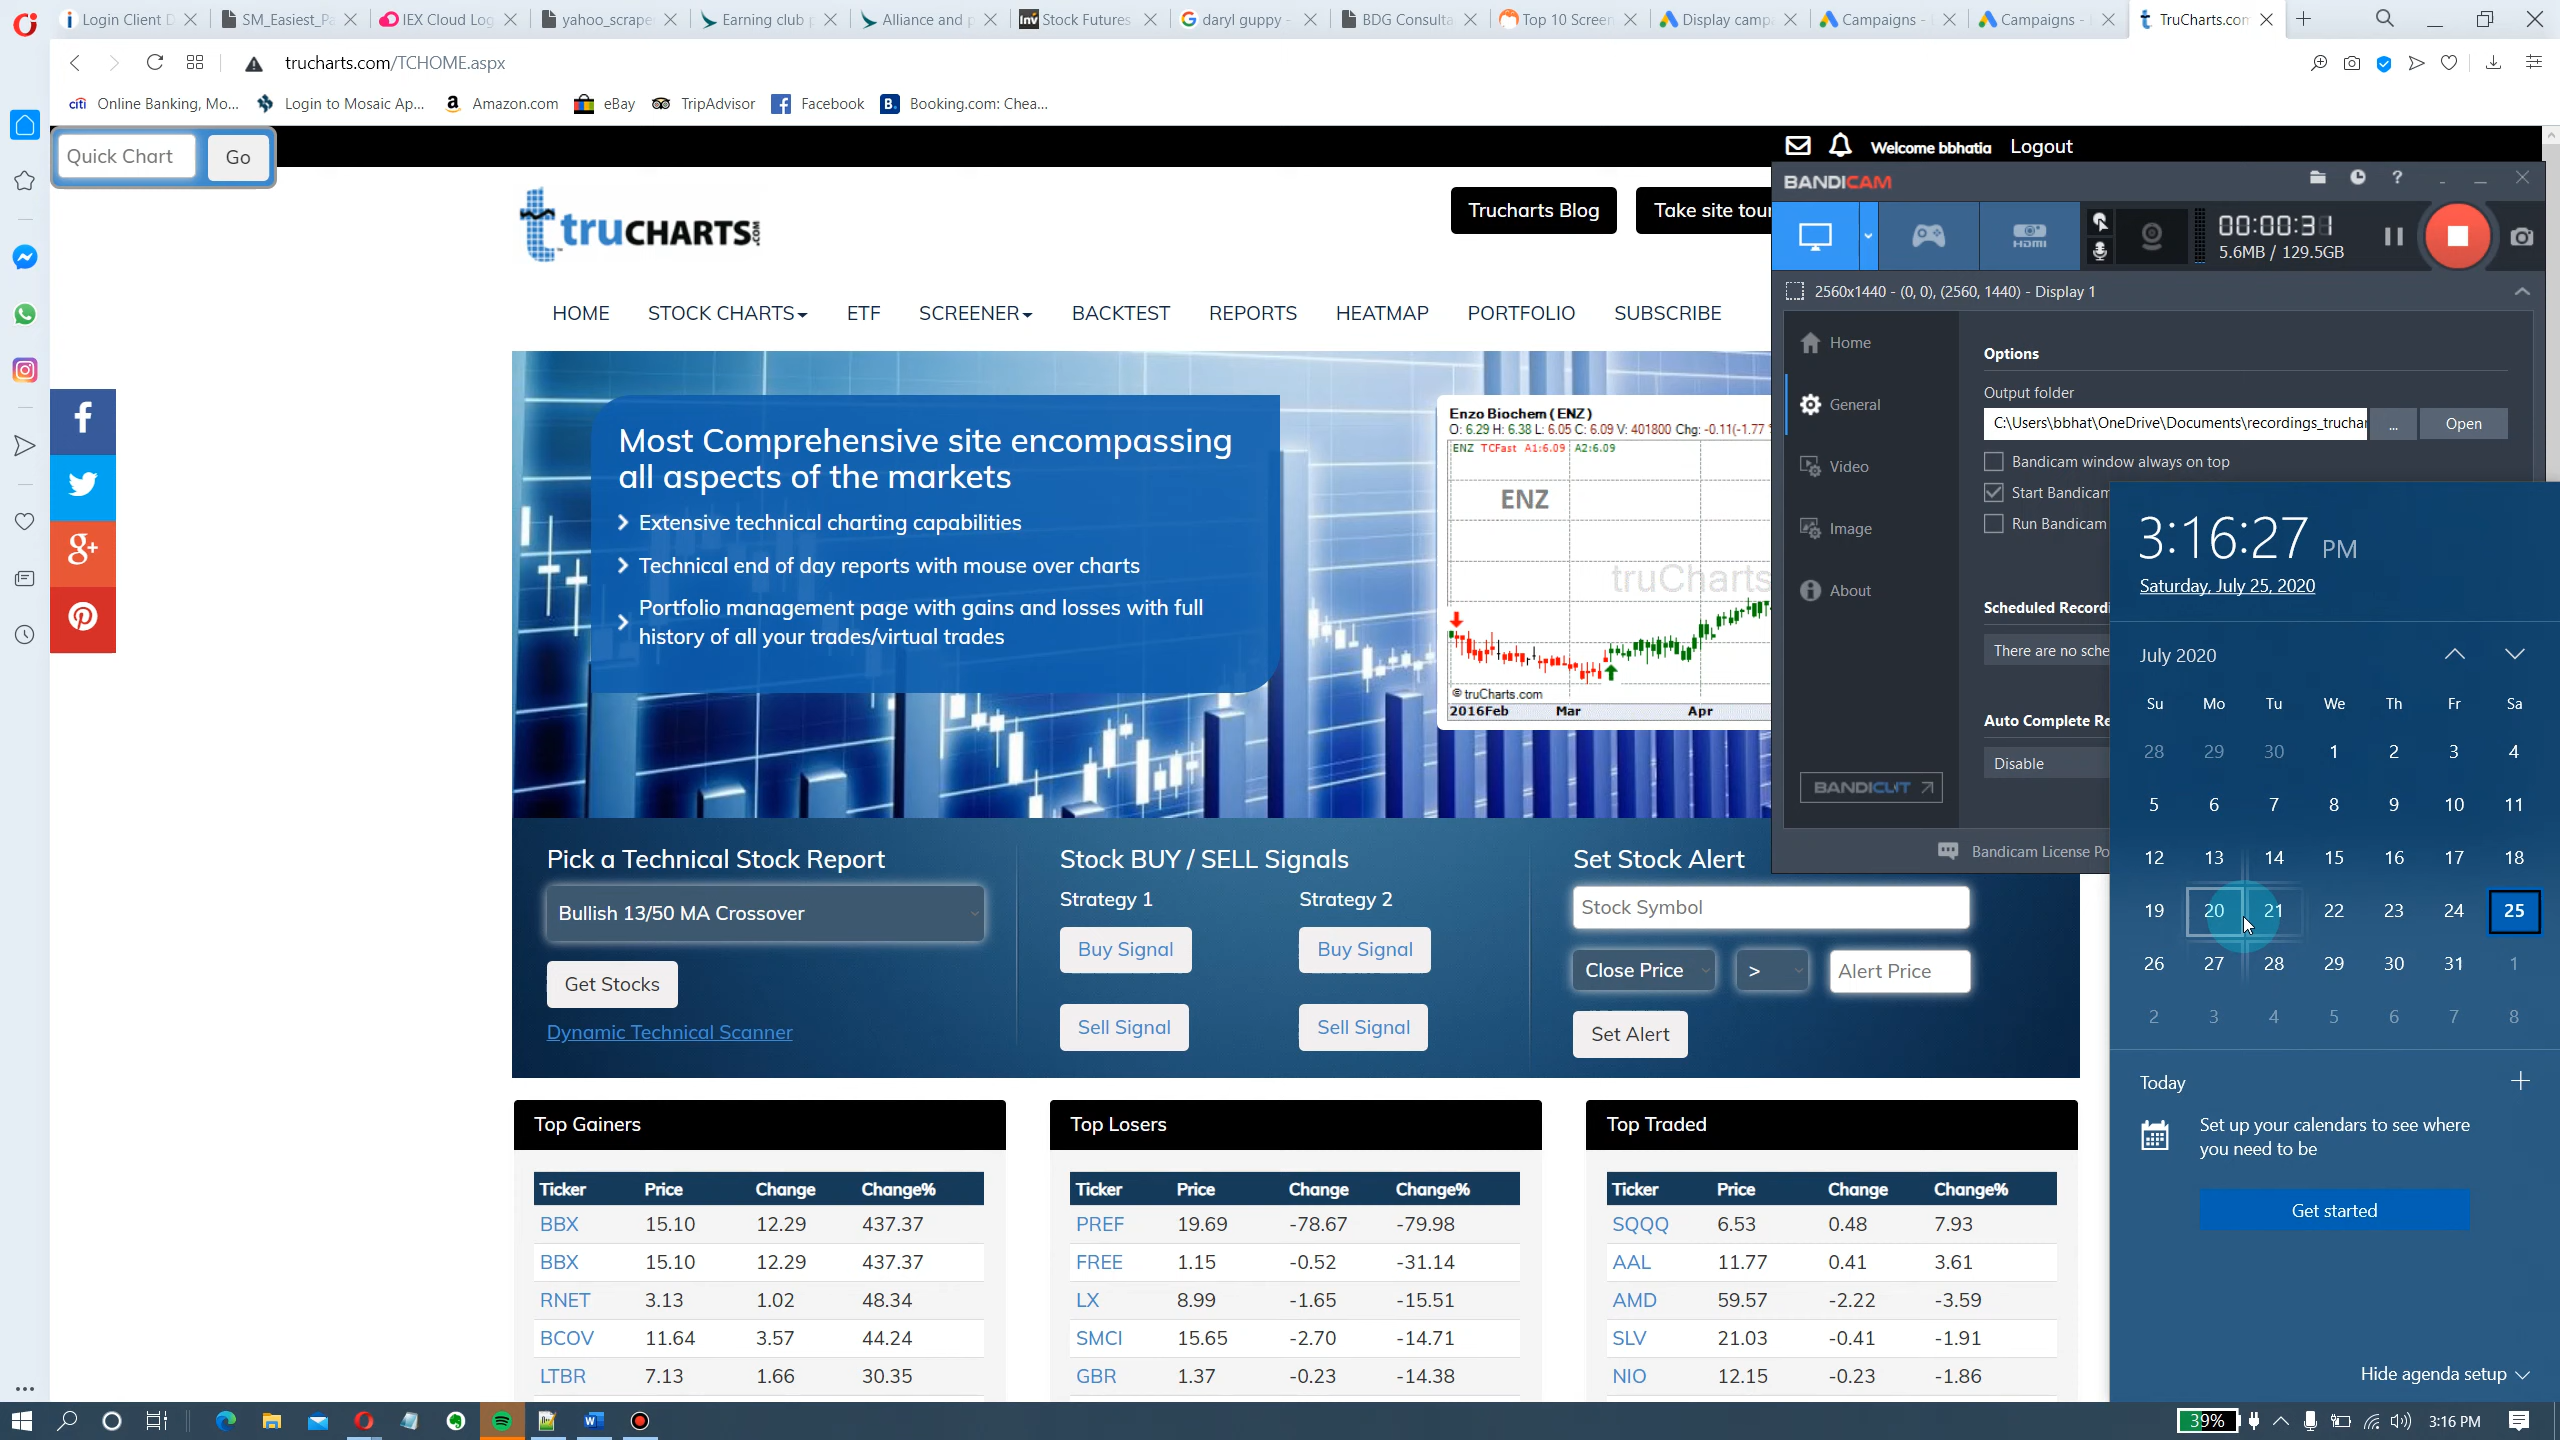 Login Client D
SM_Easiest_Pa
IEX Cloud Log
yahoo_scrape
Earning club p
Alliance and p
Inv Stock Futures
daryl guppy -
BDG Consulta
Top 10 Screen
Display camp
Campaigns -
Campaigns -
TruCharts.com
trucharts.com/TCHOME.aspx
citi Online Banking, Mo...
Login to Mosaic Ap...
Amazon.com
eBay
TripAdvisor
Facebook
B. Booking.com: Chea...
Quick Chart
Go
Welcome bbhatia
Logout
truCHARTS.com
Trucharts Blog
Take site tour
HOME
STOCK CHARTS
ETF
SCREENER
BACKTEST
REPORTS
HEATMAP
PORTFOLIO
SUBSCRIBE
Most Comprehensive site encompassing
all aspects of the markets
Extensive technical charting capabilities
Technical end of day reports with mouse over charts
Portfolio management page with gains and losses with full
history of all your trades/virtual trades
Enzo Biochem ( ENZ )
O: 6.29 H: 6.38 L: 6.05 C: 6.09 V: 401800 Chg: -0.11(-1.77 %
ENZ TCFast A1:6.09 A2:6.09
ENZ
truCharts
© truCharts.com
2016Feb Mar Apr
BANDICAM
?
HDMI
00:00:31
5.6MB / 129.5GB
2560x1440 - (0, 0), (2560, 1440) - Display 1
Home
General
Video
Image
About
BANDICUT
Options
Output folder
C:\Users\bbhat\OneDrive\Documents\recordings_truchar
...
Open
Bandicam window always on top
Start Bandicam
Run Bandicam
Scheduled Recordi
There are no sche
Auto Complete Re
Disable
Bandicam License Po
3:16:27 PM
Saturday, July 25, 2020
July 2020
Su Mo Tu We Th Fr Sa
28 29 30 1 2 3 4
5 6 7 8 9 10 11
12 13 14 15 16 17 18
19 20 21 22 23 24 25
26 27 28 29 30 31 1
2 3 4 5 6 7 8
Today
Set up your calendars to see where
you need to be
Get started
Hide agenda setup
f
g+
Pick a Technical Stock Report
Bullish 13/50 MA Crossover
Get Stocks
Dynamic Technical Scanner
Stock BUY / SELL Signals
Strategy 1
Strategy 2
Buy Signal
Buy Signal
Sell Signal
Sell Signal
Set Stock Alert
Stock Symbol
Close Price
>
Alert Price
Set Alert
Top Gainers
Ticker Price Change Change%
BBX 15.10 12.29 437.37
BBX 15.10 12.29 437.37
RNET 3.13 1.02 48.34
BCOV 11.64 3.57 44.24
LTBR 7.13 1.66 30.35
Top Losers
Ticker Price Change Change%
PREF 19.69 -78.67 -79.98
FREE 1.15 -0.52 -31.14
LX 8.99 -1.65 -15.51
SMCI 15.65 -2.70 -14.71
GBR 1.37 -0.23 -14.38
Top Traded
Ticker Price Change Change%
SQQQ 6.53 0.48 7.93
AAL 11.77 0.41 3.61
AMD 59.57 -2.22 -3.59
SLV 21.03 -0.41 -1.91
NIO 12.15 -0.23 -1.86
39%
3:16 PM